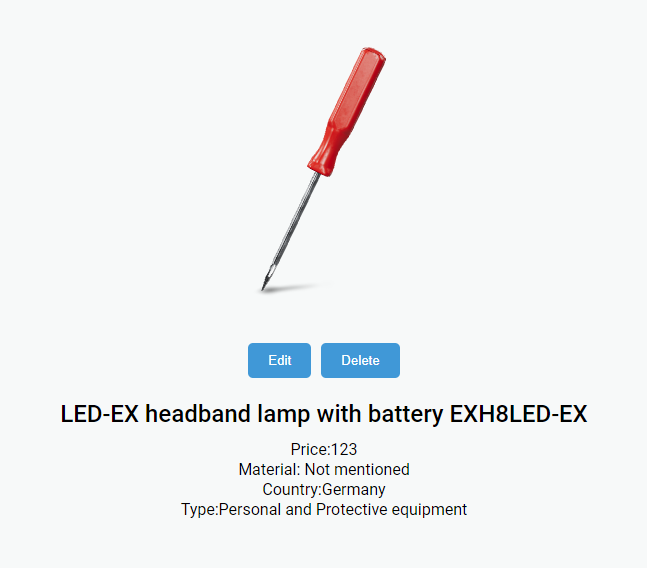 Edit Delete
LED-EX headband lamp with battery EXH8LED-EX
Price:123
Material: Not mentioned
Country:Germany
Type:Personal and Protective equipment